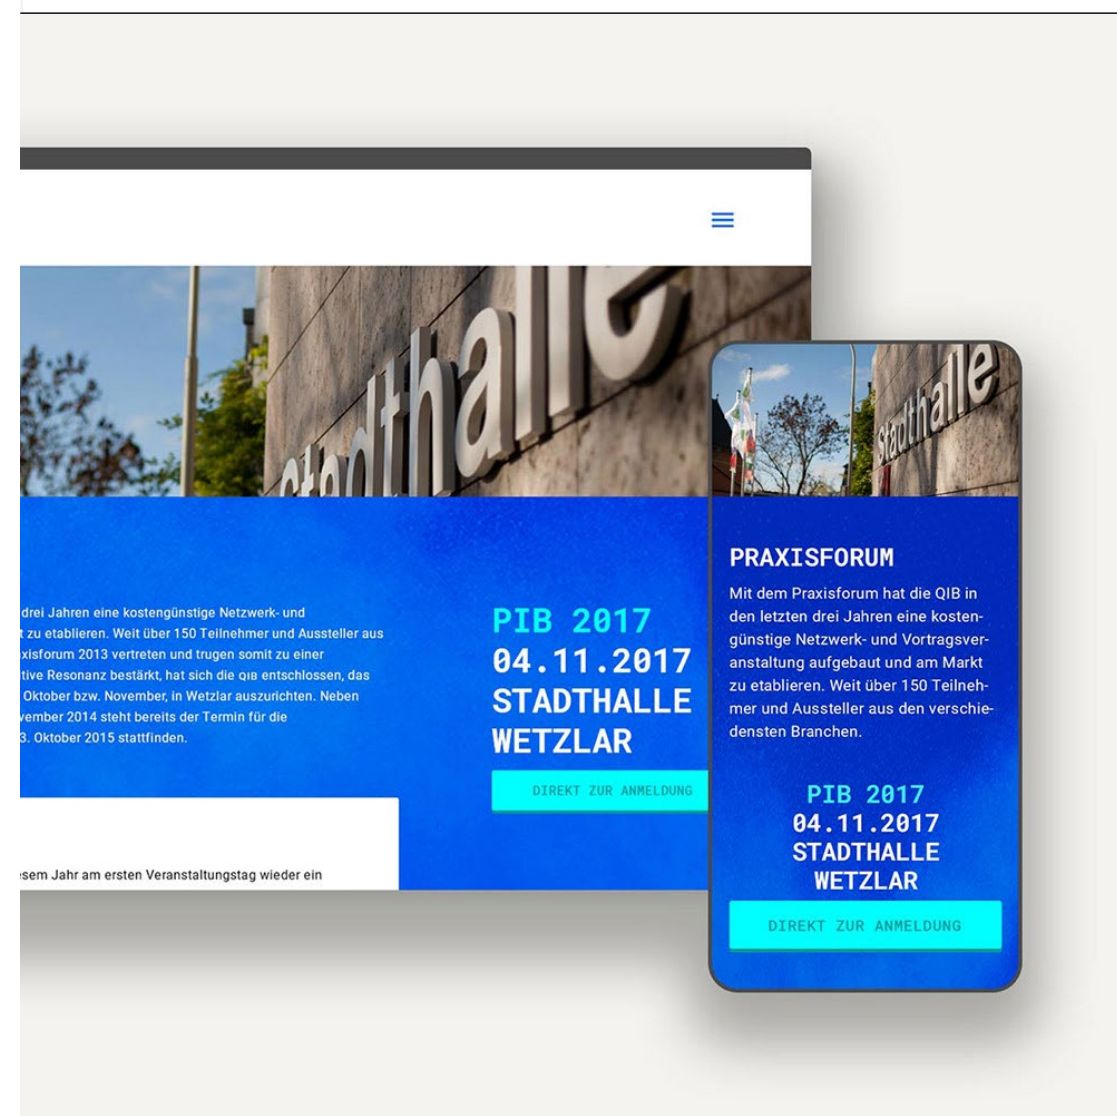 Stadthalle
drei Jahren eine kostengünstige Netzwerk- und
zu etablieren. Weit über 150 Teilnehmer und Aussteller aus
2013 vertreten und trugen somit zu einer
Resonanz bestärkt, hat sich die QIB entschlossen, das
Oktober bzw. November, in Wetzlar auszurichten. Neben
2014 steht bereits der Termin für die
3. Oktober 2015 stattfinden.
Jahr am ersten Veranstaltungstag wieder ein
PIB 2017
04.11.2017
STADTHALLE
WETZLAR
DIREKT ZUR ANMELDUNG
Stadthalle
PRAXISFORUM
Mit dem Praxisforum hat die QIB in
den letzten drei Jahren eine kosten-
günstige Netzwerk- und Vortragsver-
anstaltung aufgebaut und am Markt
zu etablieren. Weit über 150 Teilneh-
mer und Aussteller aus den verschie-
densten Branchen.
PIB 2017
04.11.2017
STADTHALLE
WETZLAR
DIREKT ZUR ANMELDUNG